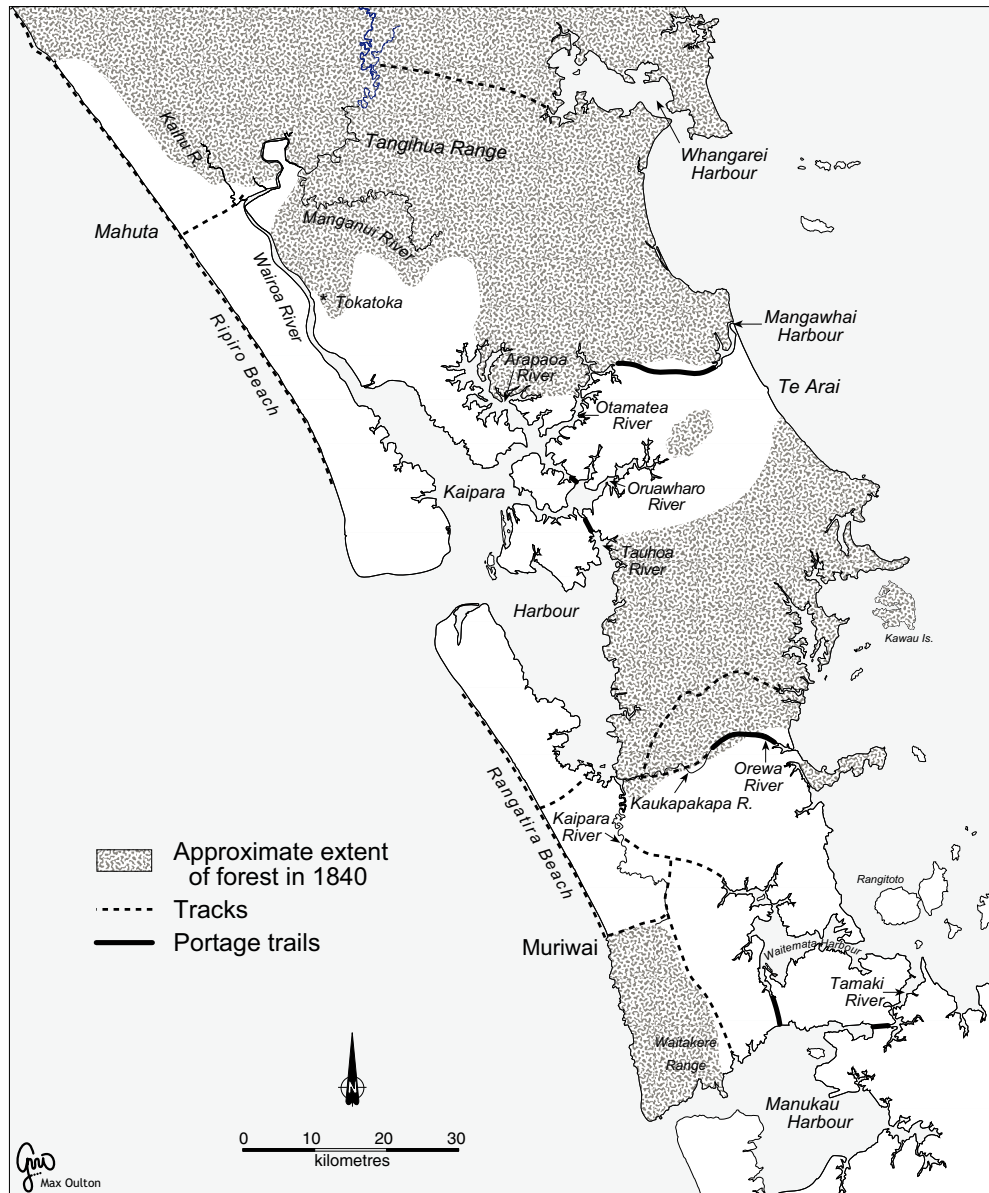 Kaihu R.
Tangihua Range
Whangarei
Harbour
Manganui River
Mahuta
Wairoa River
Tokatoka
Ripiro Beach
Mangawhai
Harbour
Arapaoa
River
Te Arai
Otamatea
River
Kaipara
Oruawharo
River
Tauhoa
River
Harbour
Kawau Is.
Rangatira Beach
Orewa
River
Kaukapakapa R.
Kaipara
River
Approximate extent
of forest in 1840
Tracks
Portage trails
Rangitoto
Muriwai
Waitemata Harbour
Tamaki
River
Waitakere
Range
Manukau
Harbour
N
0 10 20 30
kilometres
Max Oulton